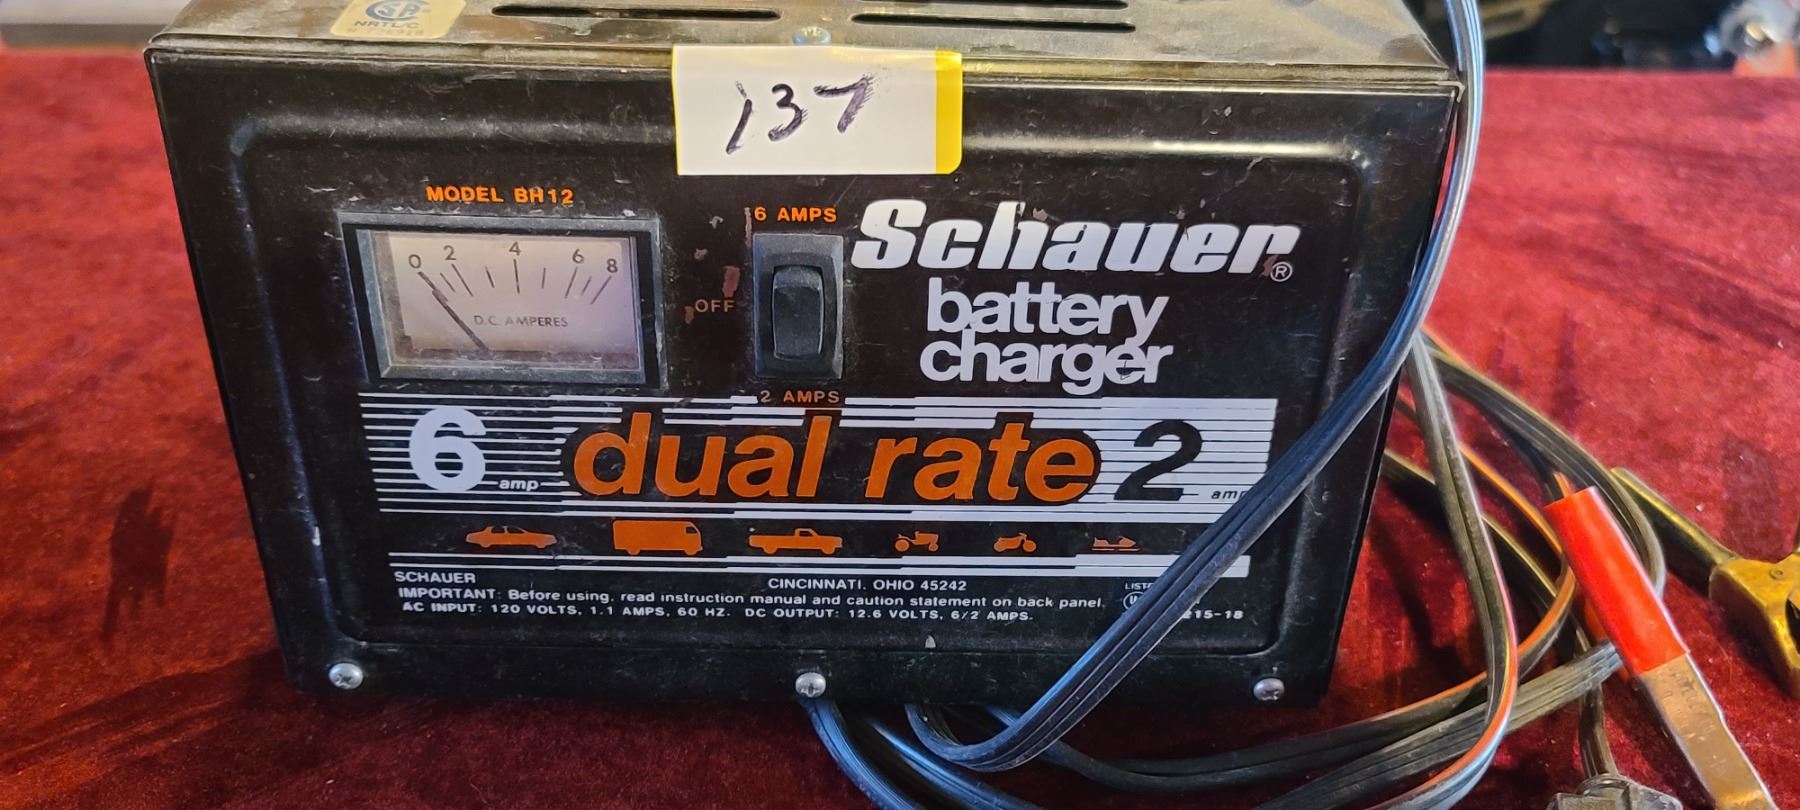 NRTL/C
137
MODEL BH12
0 2 4 6 8
D.C. AMPERES
6 AMPS
OFF
2 AMPS
Schauer®
battery
charger
6 amp dual rate 2 amp
SCHAUER CINCINNATI, OHIO 45242
IMPORTANT: Before using, read instruction manual and caution statement on back panel.
AC INPUT: 120 VOLTS, 1.1 AMPS, 60 HZ. DC OUTPUT: 12.6 VOLTS, 6/2 AMPS.